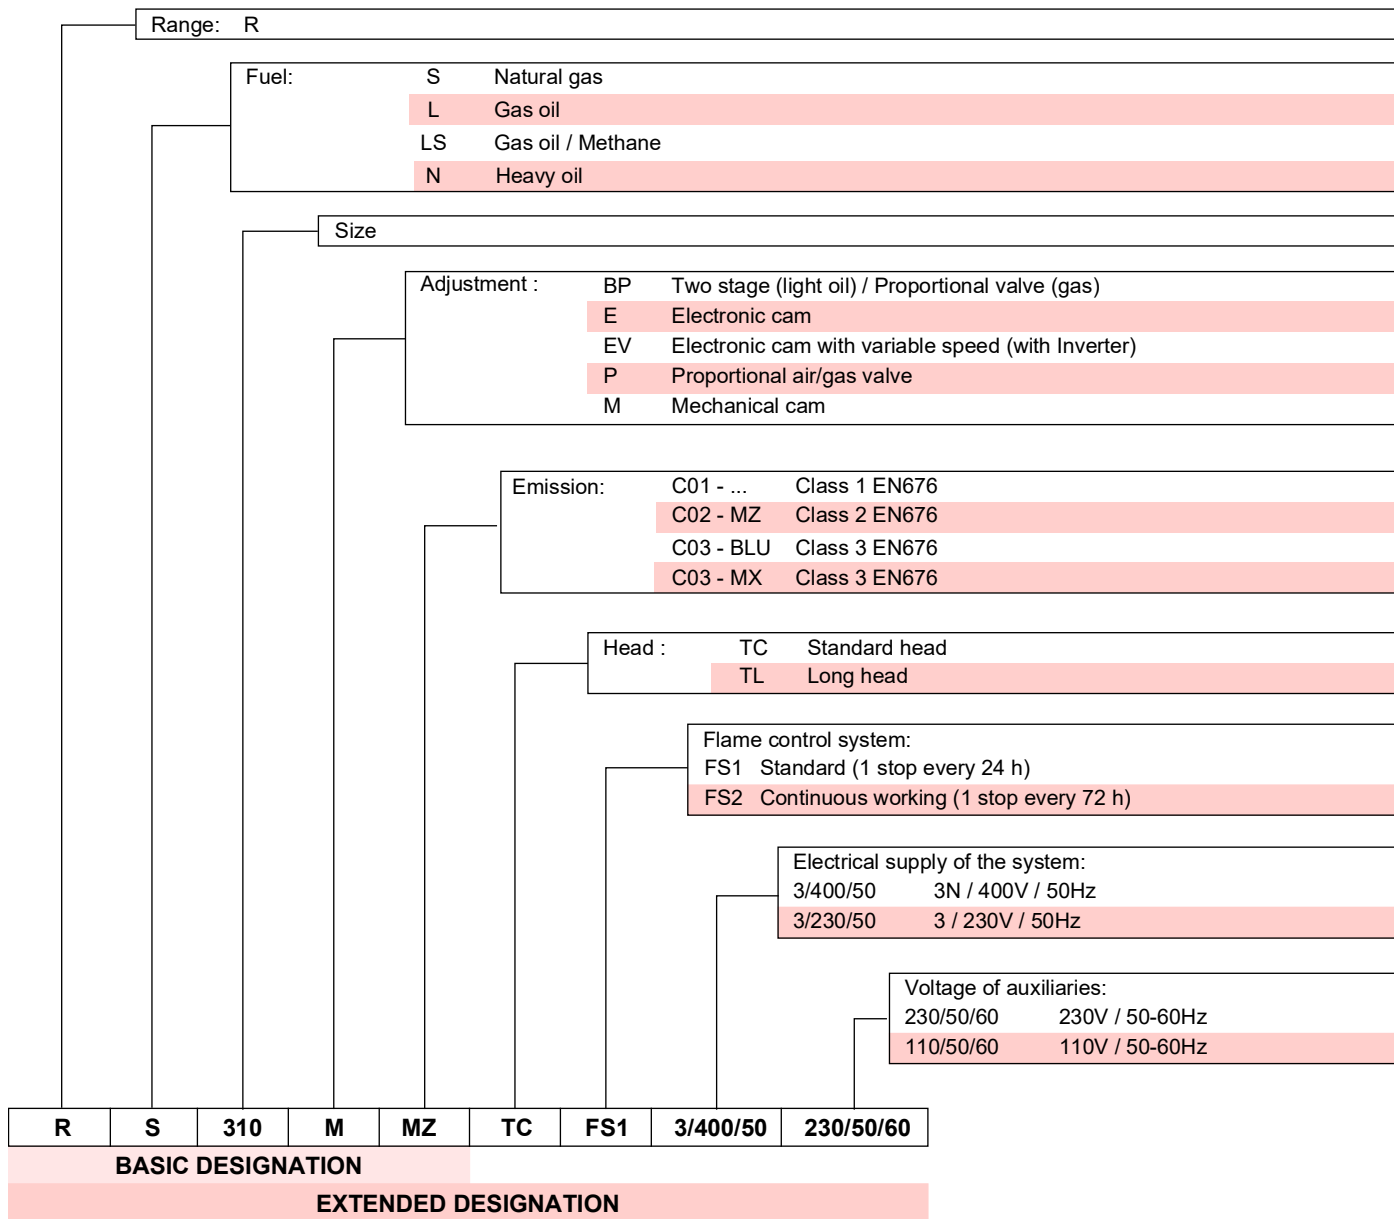 Range: R
Fuel: S Natural gas
L Gas oil
LS Gas oil / Methane
N Heavy oil
Size
Adjustment : BP Two stage (light oil) / Proportional valve (gas)
E Electronic cam
EV Electronic cam with variable speed (with Inverter)
P Proportional air/gas valve
M Mechanical cam
Emission: C01 - ... Class 1 EN676
C02 - MZ Class 2 EN676
C03 - BLU Class 3 EN676
C03 - MX Class 3 EN676
Head : TC Standard head
TL Long head
Flame control system:
FS1 Standard (1 stop every 24 h)
FS2 Continuous working (1 stop every 72 h)
Electrical supply of the system:
3/400/50 3N / 400V / 50Hz
3/230/50 3 / 230V / 50Hz
Voltage of auxiliaries:
230/50/60 230V / 50-60Hz
110/50/60 110V / 50-60Hz
R S 310 M MZ TC FS1 3/400/50 230/50/60
BASIC DESIGNATION
EXTENDED DESIGNATION